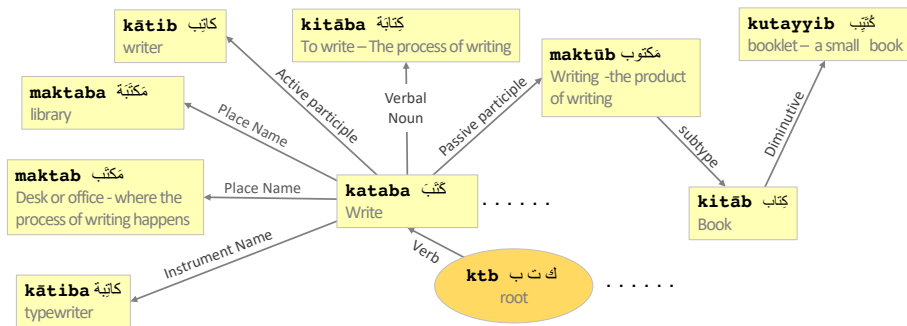 kātib كاتِب
writer
kitāba كِتابَة
To write – The process of writing
kutayyib كُتَيِّب
booklet – a small book
maktūb مَكتوب
Writing -the product
of writing
maktaba مَكتَبَة
library
Active participle
Place Name
Verbal
Noun
Passive participle
subtype
Diminutive
maktab مَكتَب
Desk or office - where the
process of writing happens
Place Name
kataba كَتَبَ
Write
......
kitāb كِتاب
Book
Instrument Name
Verb
ktb ك ت ب
root
......
kātiba كاتِبة
typewriter